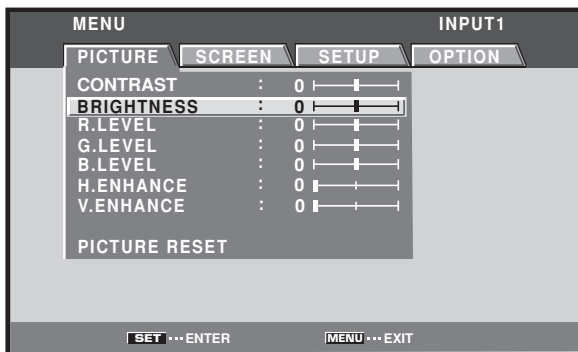 MENU INPUT1
PICTURE SCREEN SETUP OPTION
CONTRAST : 0
BRIGHTNESS : 0
R.LEVEL : 0
G.LEVEL : 0
B.LEVEL : 0
H.ENHANCE : 0
V.ENHANCE : 0
PICTURE RESET
SET ··· ENTER MENU ··· EXIT